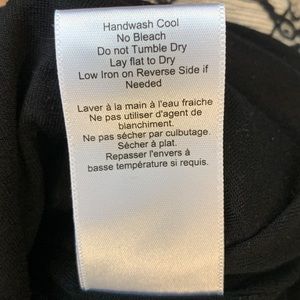 Handwash Cool
No Bleach
Do not Tumble Dry
Lay flat to Dry
Low Iron on Reverse Side if
Needed
Laver à la main à l'eau fraiche
Ne pas utiliser d'agent de
blanchiment.
Ne pas sécher par culbutage.
Sécher à plat.
Repasser l'envers à
basse température si requis.